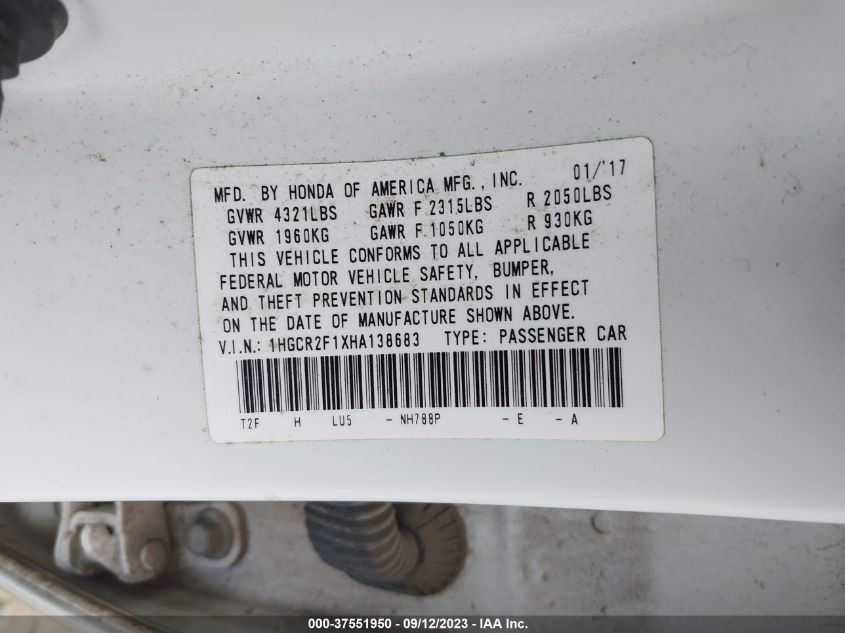 MFD. BY HONDA OF AMERICA MFG., INC. 01/'17
GVWR 4321LBS GAWR F 2315LBS R 2050LBS
GVWR 1960KG GAWR F 1050KG R 930KG
THIS VEHICLE CONFORMS TO ALL APPLICABLE
FEDERAL MOTOR VEHICLE SAFETY, BUMPER,
AND THEFT PREVENTION STANDARDS IN EFFECT
ON THE DATE OF MANUFACTURE SHOWN ABOVE.
V.I.N.: 1HGCR2F1XHA138683 TYPE: PASSENGER CAR
T2F H LU5 - NH788P - E - A
000-37551950 - 09/12/2023 - IAA Inc.